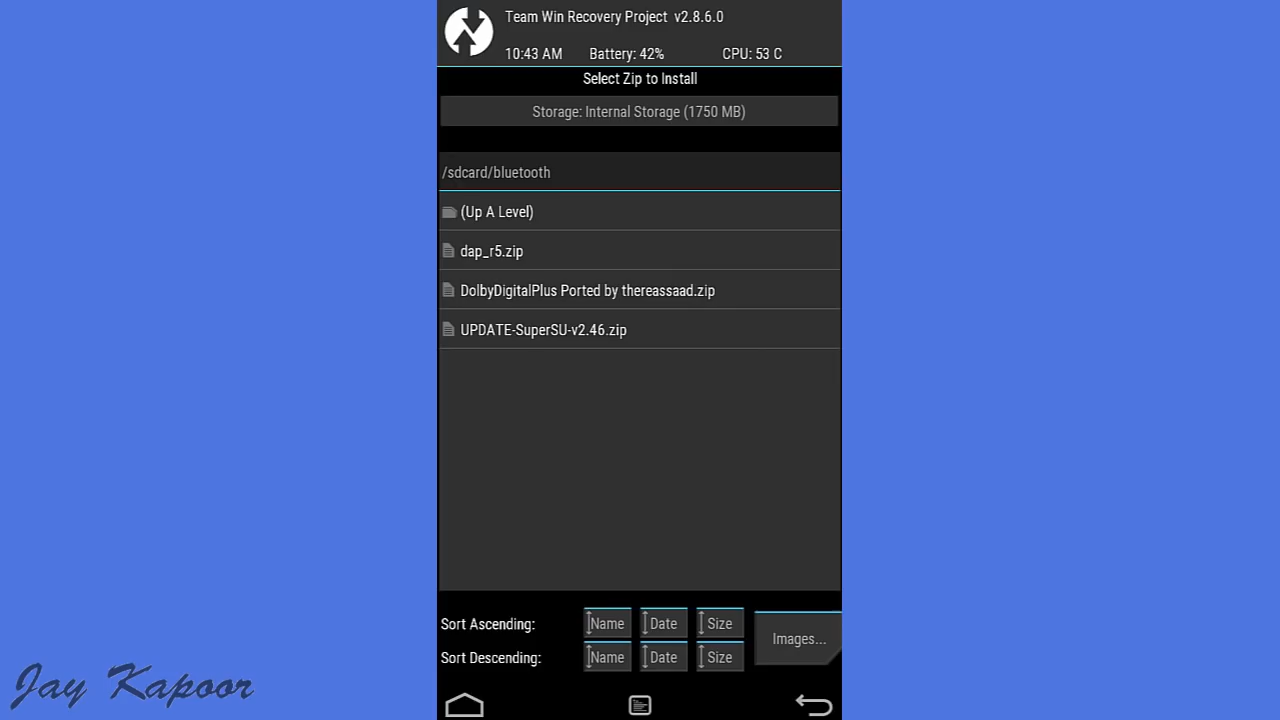 Team Win Recovery Project v2.8.6.0
10:43 AM Battery: 42% CPU: 53 C
Select Zip to Install
Storage: Internal Storage (1750 MB)
/sdcard/bluetooth
(Up A Level)
dap_r5.zip
DolbyDigitalPlus Ported by thereassaad.zip
UPDATE-SuperSU-v2.46.zip
Sort Ascending: Name Date Size
Images...
Sort Descending: Name Date Size
Jay Kapoor